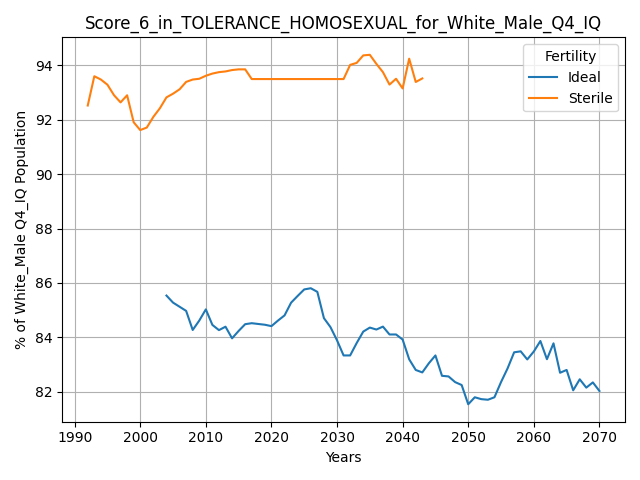 Score_6_in_TOLERANCE_HOMOSEXUAL_for_White_Male_Q4_IQ
Fertility
Ideal
Sterile
% of White_Male Q4_IQ Population
94
92
90
88
86
84
82
1990 2000 2010 2020 2030 2040 2050 2060 2070
Years